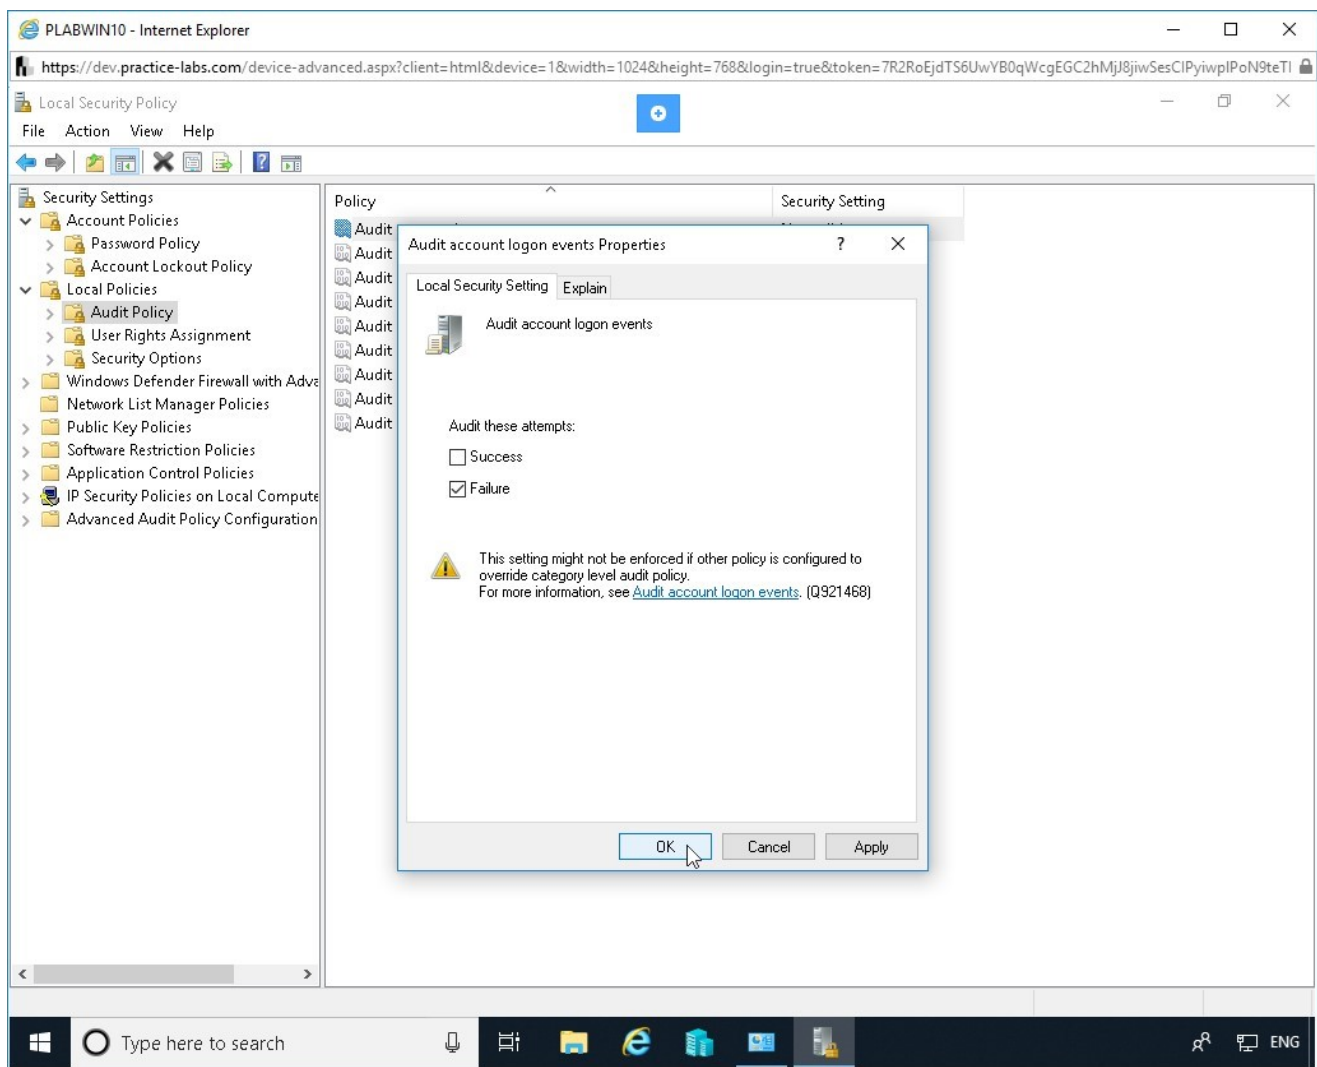 PLABWIN10 - Internet Explorer
https://dev.practice-labs.com/device-advanced.aspx?client=html&device=1&width=1024&height=768&login=true&token=7R2RoEjdTS6UwYB0qWcgEGC2hMjJ8jiwSesClPyiwplPoN9teTl
Local Security Policy
File Action View Help
Security Settings
Account Policies
Password Policy
Account Lockout Policy
Local Policies
Audit Policy
User Rights Assignment
Security Options
Windows Defender Firewall with Adva
Network List Manager Policies
Public Key Policies
Software Restriction Policies
Application Control Policies
IP Security Policies on Local Compute
Advanced Audit Policy Configuration
Policy Security Setting
Audit
Audit
Audit
Audit
Audit
Audit
Audit
Audit
Audit
Audit account logon events Properties
Local Security Setting Explain
Audit account logon events
Audit these attempts:
Success
Failure
This setting might not be enforced if other policy is configured to
override category level audit policy.
For more information, see Audit account logon events. (Q921468)
OK Cancel Apply
Type here to search
ENG